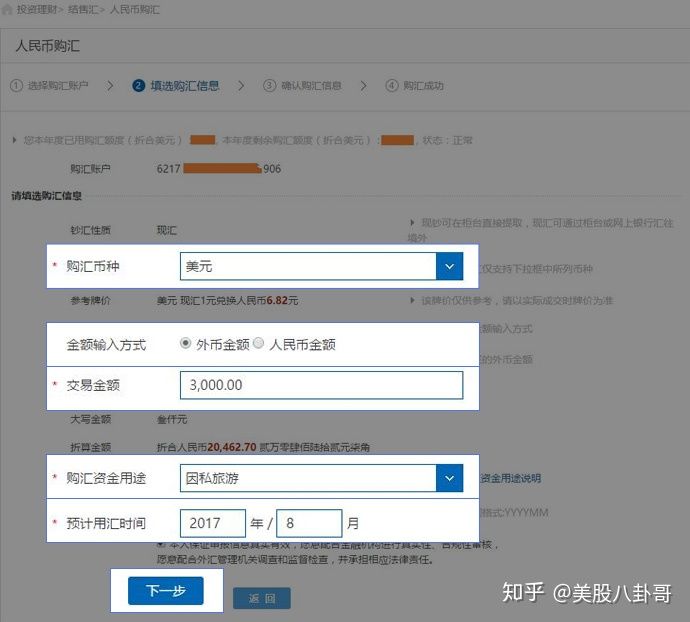 投资理财> 结售汇> 人民币购汇
人民币购汇
1 选择购汇账户 2 填选购汇信息 3 确认购汇信息 4 购汇成功
您本年度已用购汇额度（折合美元）: , 本年度剩余购汇额度（折合美元）: , 状态：正常
购汇账户 6217 906
请填选购汇信息
钞汇性质 现汇
现钞可在柜台直接提取，现汇可通过柜台或网上银行汇往
境外
* 购汇币种 美元
仅支持下拉框中所列币种
参考牌价 美元 现汇1元兑换人民币6.82元
该牌价仅供参考，请以实际成交时牌价为准
金额输入方式 外币金额 人民币金额
金额输入方式
* 交易金额 3,000.00
的外币金额
大写金额 叁仟元
折算金额 折合人民币20,462.70 贰万零肆佰陆拾贰元柒角
* 购汇资金用途 因私旅游
资金用途说明
* 预计用汇时间 2017 年 / 8 月
格式:YYYYMM
本人保证申报信息真实有效，愿意配合金融机构进行真实性、合规性审核，
愿意配合外汇管理机关调查和监督检查，并承担相应法律责任。
下一步 返 回
知乎 @美股八卦哥